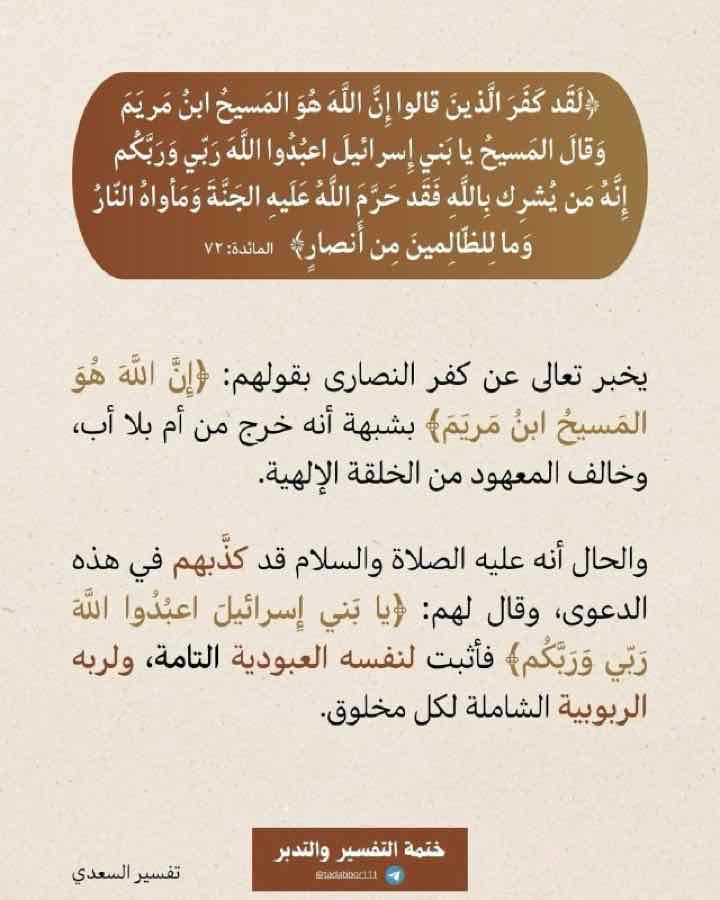 ﴿لَقَد كَفَرَ الَّذينَ قالوا إِنَّ اللَّهَ هُوَ المَسيحُ ابنُ مَريَمَ
وَقالَ المَسيحُ يا بَني إِسرائيلَ اعبُدُوا اللَّهَ رَبّي وَرَبَّكُم
إِنَّهُ مَن يُشرِك بِاللَّهِ فَقَد حَرَّمَ اللَّهُ عَلَيهِ الجَنَّةَ وَمَأواهُ النّارُ
وَما لِلظّالِمينَ مِن أَنصارٍ﴾ المائدة: ٧٢
يخبر تعالى عن كفر النصارى بقولهم: ﴿إِنَّ اللَّهَ هُوَ
المَسيحُ ابنُ مَريَمَ﴾ بشبهة أنه خرج من أم بلا أب،
وخالف المعهود من الخلقة الإلهية.
والحال أنه عليه الصلاة والسلام قد كذَّبهم في هذه
الدعوى، وقال لهم: ﴿يا بَني إِسرائيلَ اعبُدُوا اللَّهَ
رَبّي وَرَبَّكُم﴾ فأثبت لنفسه العبودية التامة، ولربه
الربوبية الشاملة لكل مخلوق.
ختمة التفسير والتدبر
@tadabbor111
تفسير السعدي